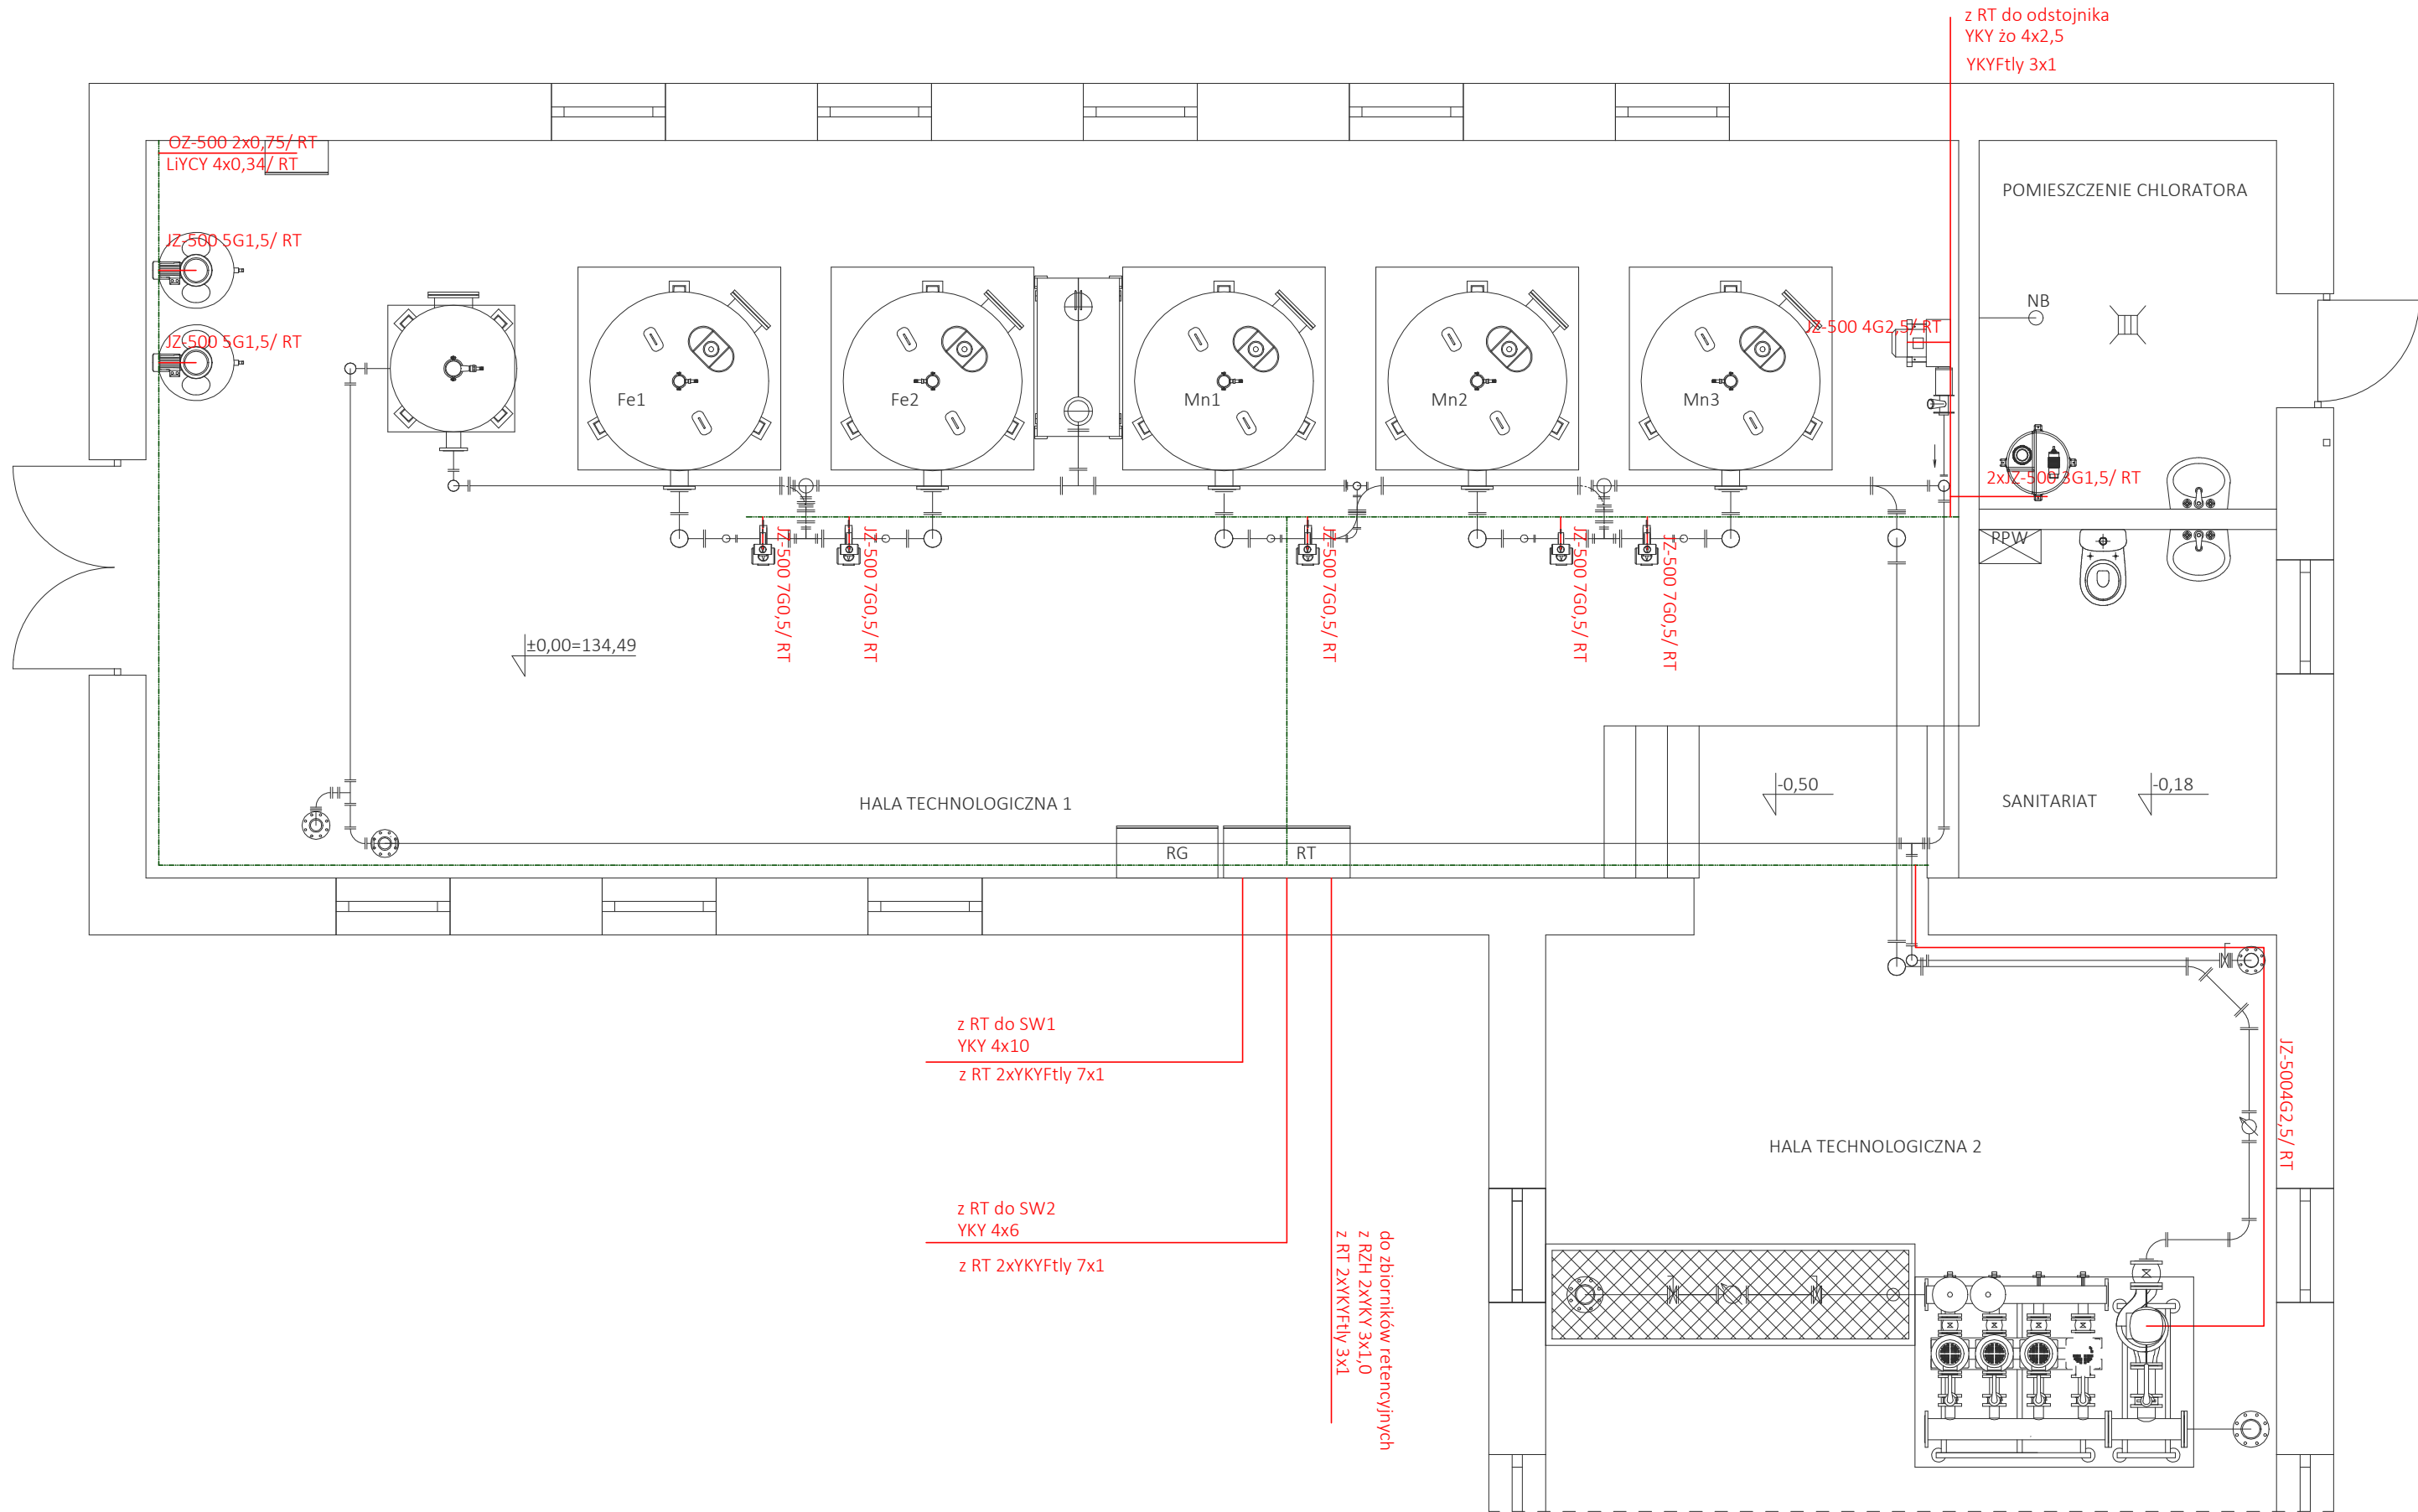 z RT do odstojnika
YKY żo 4x2,5
YKYFtly 3x1
OZ-500 2x0,75/ RT
LiYCY 4x0,34/ RT
POMIESZCZENIE CHLORATORA
JZ-500 5G1,5/ RT
NB
JZ-500 4G2,5/ RT
JZ-500 5G1,5/ RT
Fe1
Fe2
Mn1
Mn2
Mn3
2xJZ-500 3G1,5/ RT
PPW
JZ-500 7G0,5/ RT
JZ-500 7G0,5/ RT
JZ-500 7G0,5/ RT
JZ-500 7G0,5/ RT
JZ-500 7G0,5/ RT
±0,00=134,49
-0,50
-0,18
HALA TECHNOLOGICZNA 1
SANITARIAT
RG
RT
z RT do SW1
YKY 4x10
z RT 2xYKYFtly 7x1
JZ-5004G2,5/ RT
HALA TECHNOLOGICZNA 2
z RT do SW2
YKY 4x6
z RT 2xYKYFtly 7x1
do zbiorników retencyjnych
z RZH 2xYKY 3x1,0
z RT 2xYKYFtly 3x1